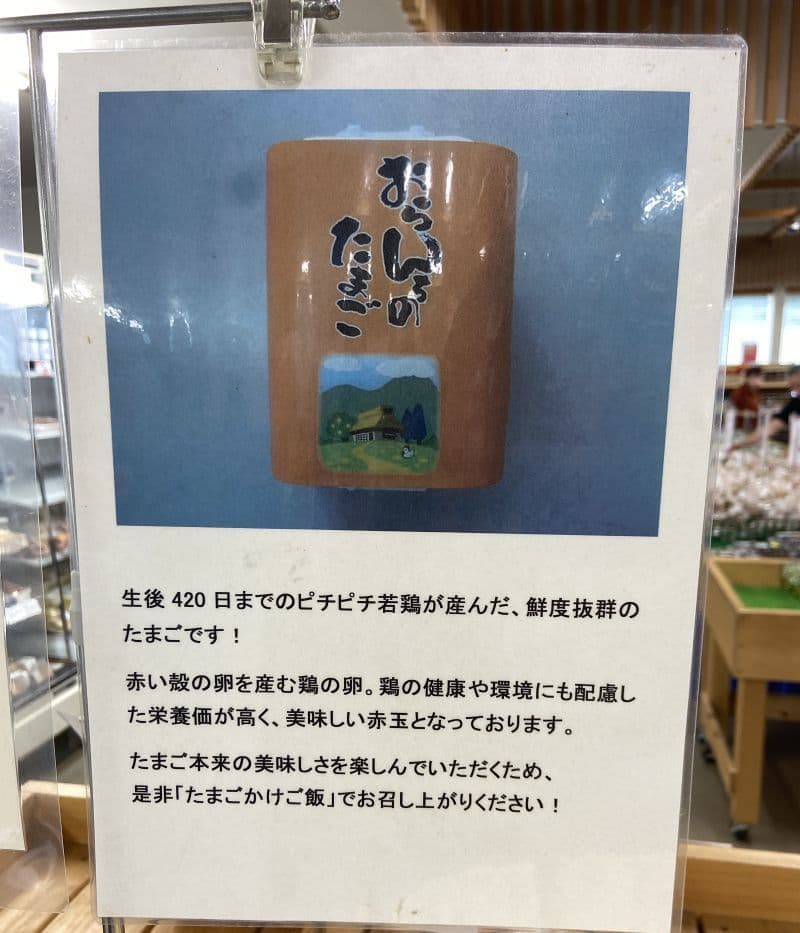 おらんちの
たまご
生後 420 日までのピチピチ若鶏が産んだ、鮮度抜群の
たまごです！
赤い殻の卵を産む鶏の卵。鶏の健康や環境にも配慮し
た栄養価が高く、美味しい赤玉となっております。
たまご本来の美味しさを楽しんでいただくため、
是非「たまごかけご飯」でお召し上がりください！